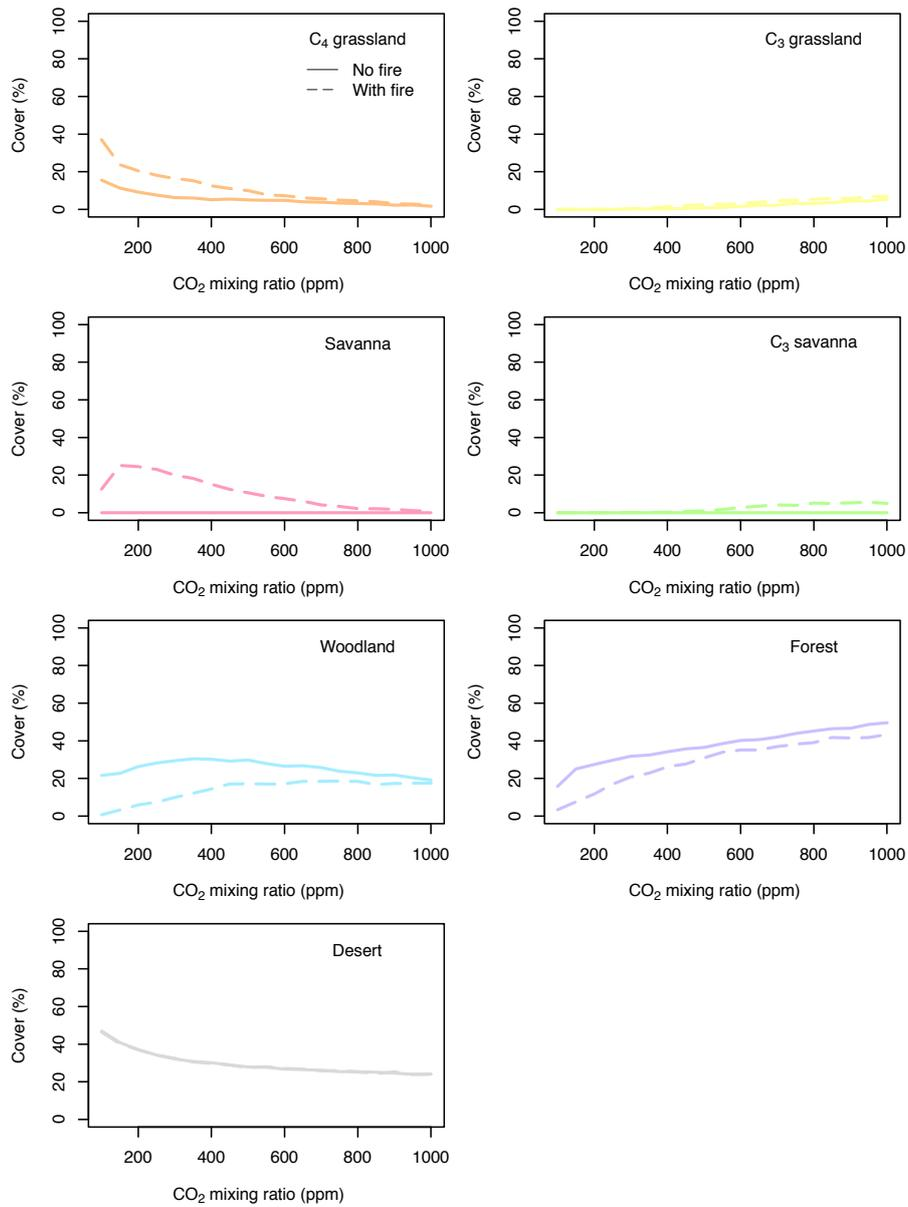 C4 grassland
No fire
With fire
Cover (%)
100
80
60
40
20
0
200 400 600 800 1000
CO2 mixing ratio (ppm)
C3 grassland
Cover (%)
100
80
60
40
20
0
200 400 600 800 1000
CO2 mixing ratio (ppm)
Savanna
Cover (%)
100
80
60
40
20
0
200 400 600 800 1000
CO2 mixing ratio (ppm)
C3 savanna
Cover (%)
100
80
60
40
20
0
200 400 600 800 1000
CO2 mixing ratio (ppm)
Woodland
Cover (%)
100
80
60
40
20
0
200 400 600 800 1000
CO2 mixing ratio (ppm)
Forest
Cover (%)
100
80
60
40
20
0
200 400 600 800 1000
CO2 mixing ratio (ppm)
Desert
Cover (%)
100
80
60
40
20
0
200 400 600 800 1000
CO2 mixing ratio (ppm)